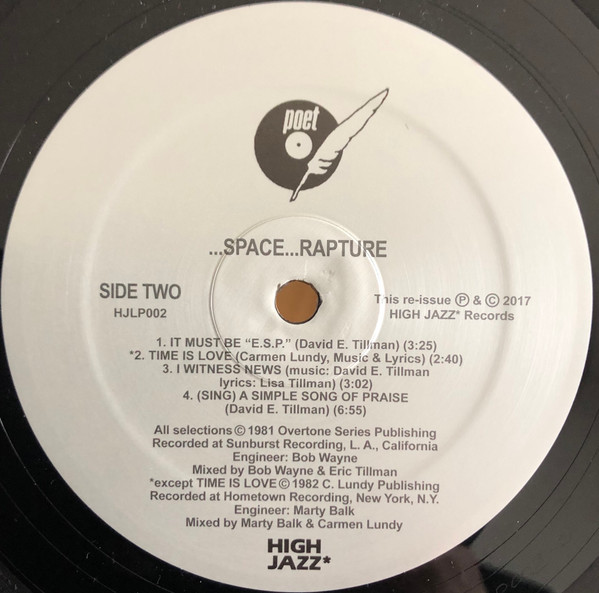 poet
...SPACE...RAPTURE
SIDE TWO
HJLP002
This re-issue Ⓟ & © 2017
HIGH JAZZ* Records
1. IT MUST BE “E.S.P.” (David E. Tillman) (3:25)
*2. TIME IS LOVE (Carmen Lundy, Music & Lyrics) (2:40)
3. I WITNESS NEWS (music: David E. Tillman
lyrics: Lisa Tillman) (3:02)
4. (SING) A SIMPLE SONG OF PRAISE
(David E. Tillman) (6:55)
All selections © 1981 Overtone Series Publishing
Recorded at Sunburst Recording, L. A., California
Engineer: Bob Wayne
Mixed by Bob Wayne & Eric Tillman
*except TIME IS LOVE © 1982 C. Lundy Publishing
Recorded at Hometown Recording, New York, N.Y.
Engineer: Marty Balk
Mixed by Marty Balk & Carmen Lundy
HIGH
JAZZ*